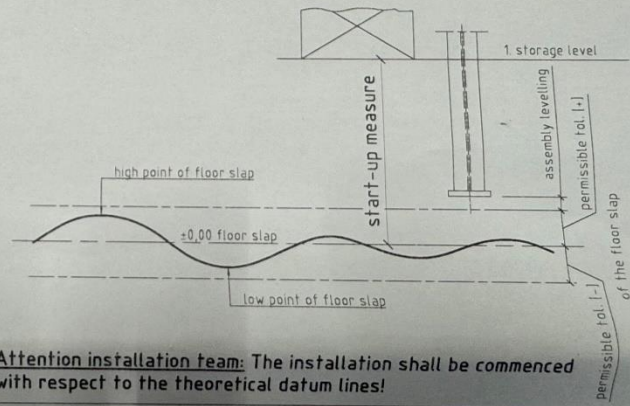 1. storage level
start-up measure
assembly levelling
permissible tol. [+]
of the floor slap
high point of floor slap
±0,00 floor slap
low point of floor slap
permissible tol. [-]
Attention installation team: The installation shall be commenced
with respect to the theoretical datum lines!